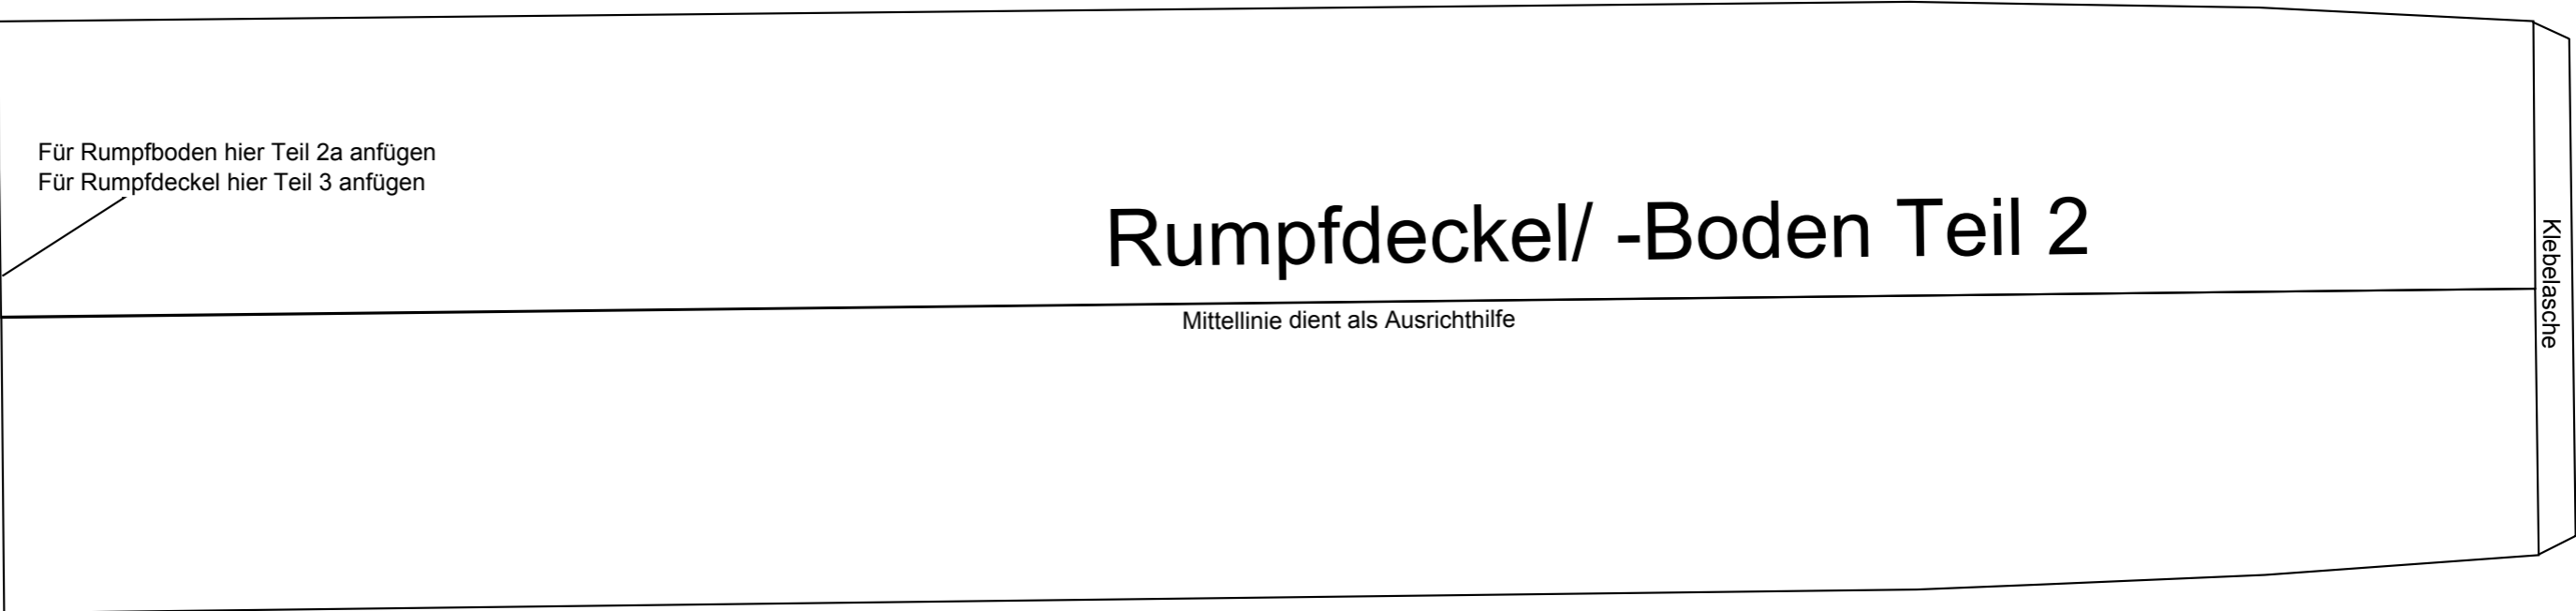 Für Rumpfboden hier Teil 2a anfügen
Für Rumpfdeckel hier Teil 3 anfügen
Rumpfdeckel/ -Boden Teil 2
Mittellinie dient als Ausrichthilfe
Klebelasche